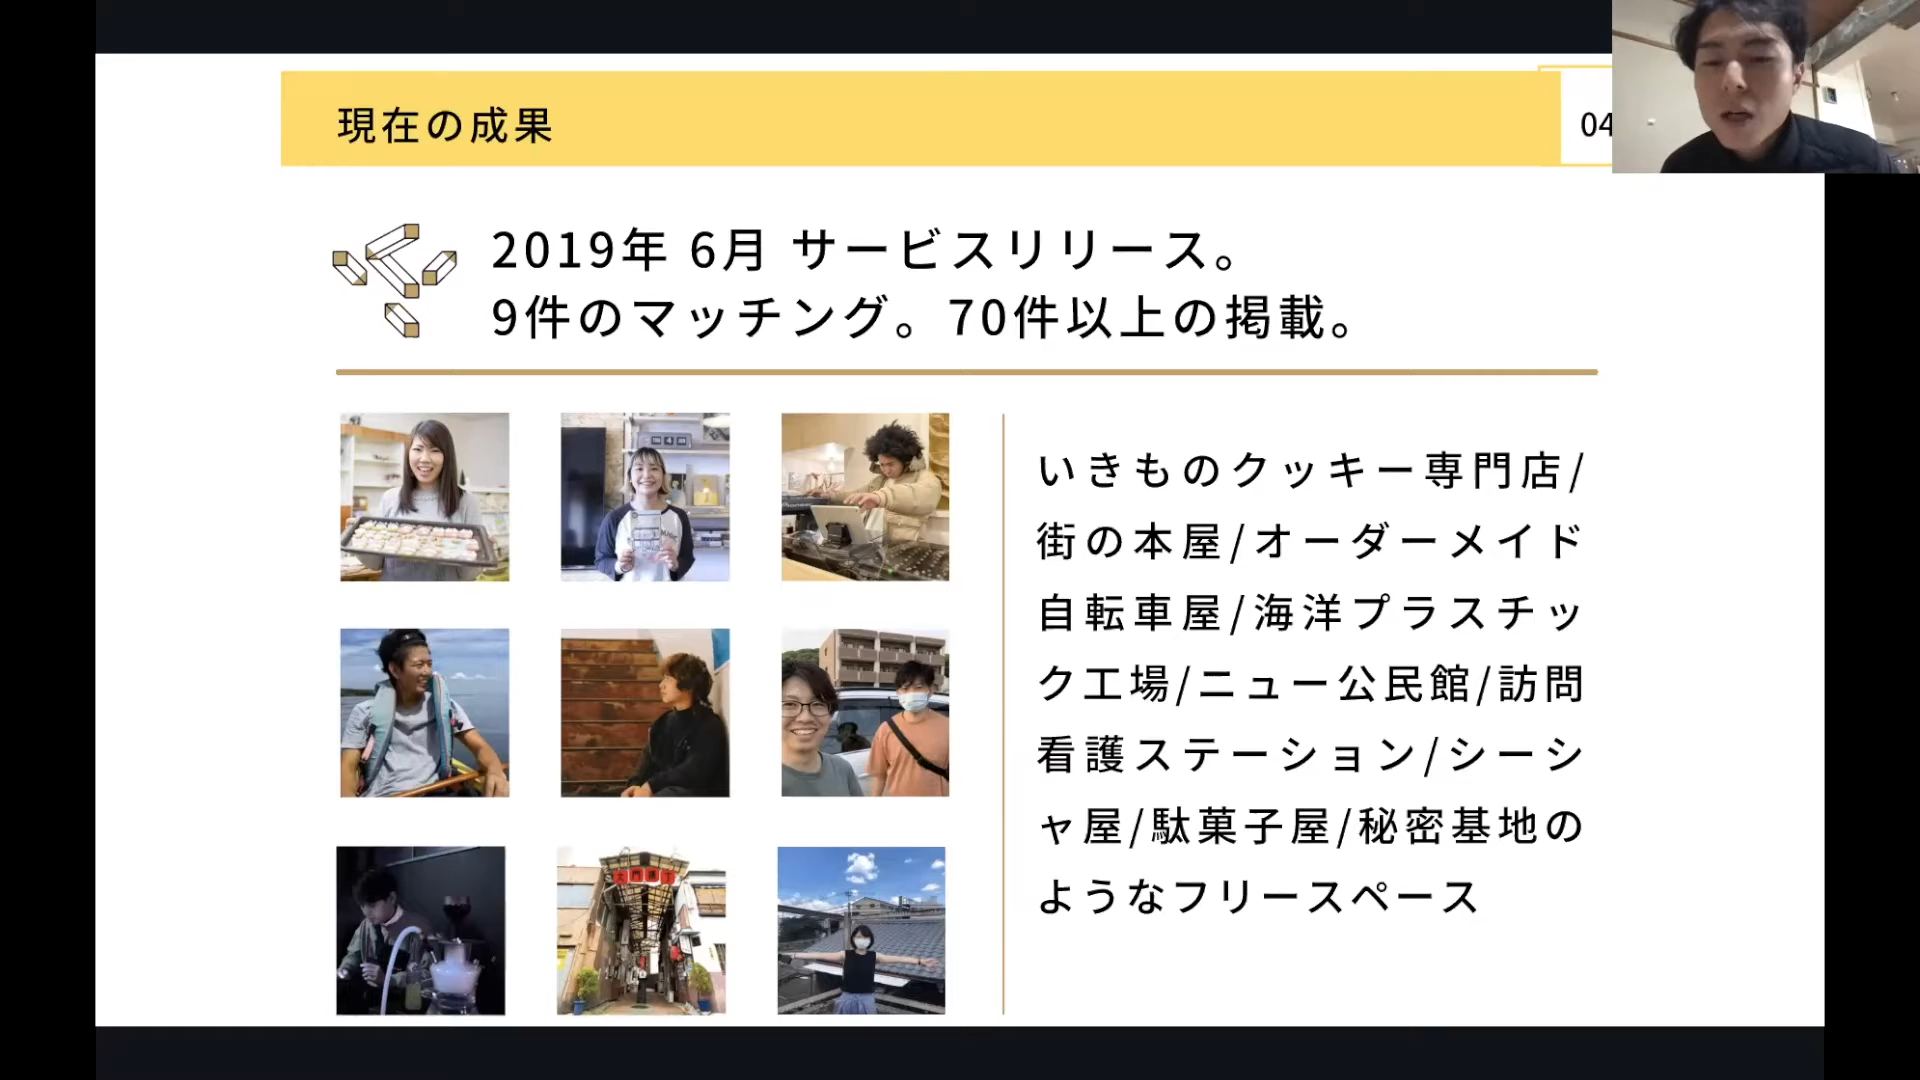 現在の成果
04
2019年 6月 サービスリリース。
9件のマッチング。70件以上の掲載。
いきものクッキー専門店/
街の本屋/オーダーメイド
自転車屋/海洋プラスチッ
ク工場/ニュー公民館/訪問
看護ステーション/シーシ
ャ屋/駄菓子屋/秘密基地の
ようなフリースペース
大門横丁